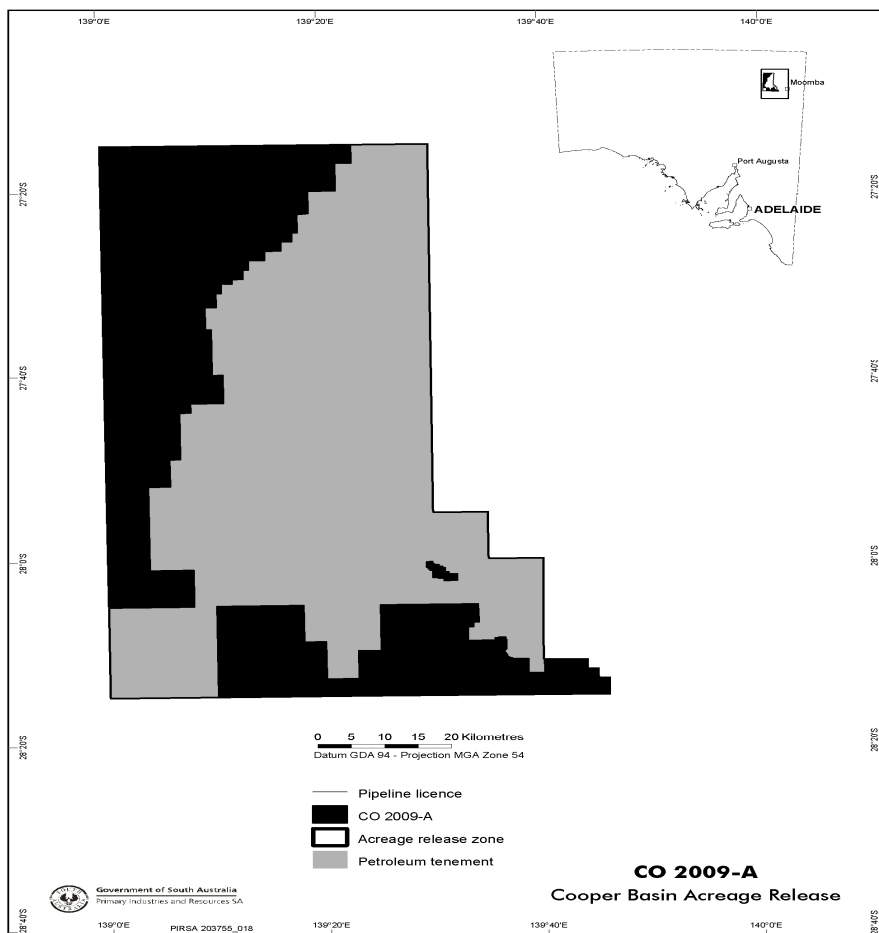 139°0'E 139°20'E 139°40'E 140°0'E
Moomba
Port Augusta
ADELAIDE
27°20'S 27°20'S
27°40'S 27°40'S
28°0'S 28°0'S
28°20'S 28°20'S
0 5 10 15 20 Kilometres
Datum GDA 94 - Projection MGA Zone 54
Pipeline licence
CO 2009-A
Acreage release zone
Petroleum tenement
CO 2009-A
Cooper Basin Acreage Release
Government of South Australia
Primary Industries and Resources SA
28°40'S 28°40'S
PIRSA 203755_018
139°0'E 139°20'E 139°40'E 140°0'E